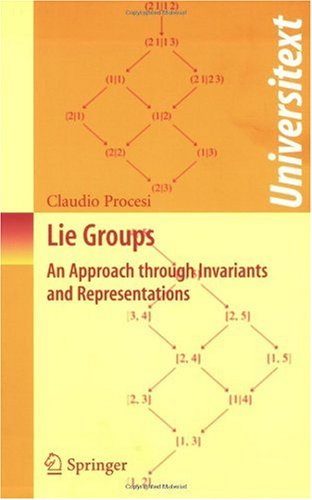 (2 1|1 2)
(2 1|1 3)
(1|1)
(2 1|2 3)
|2|1)
(1|2)
(2|2)
(1|3)
Universitext
Claudio Procesi
Lie Groups
An Approach through Invariants
and Representations
[3, 4]
[2, 5]
[2, 4]
[1, 5]
[2, 3]
[1|4]
[1, 3]
Springer
[1, 2]